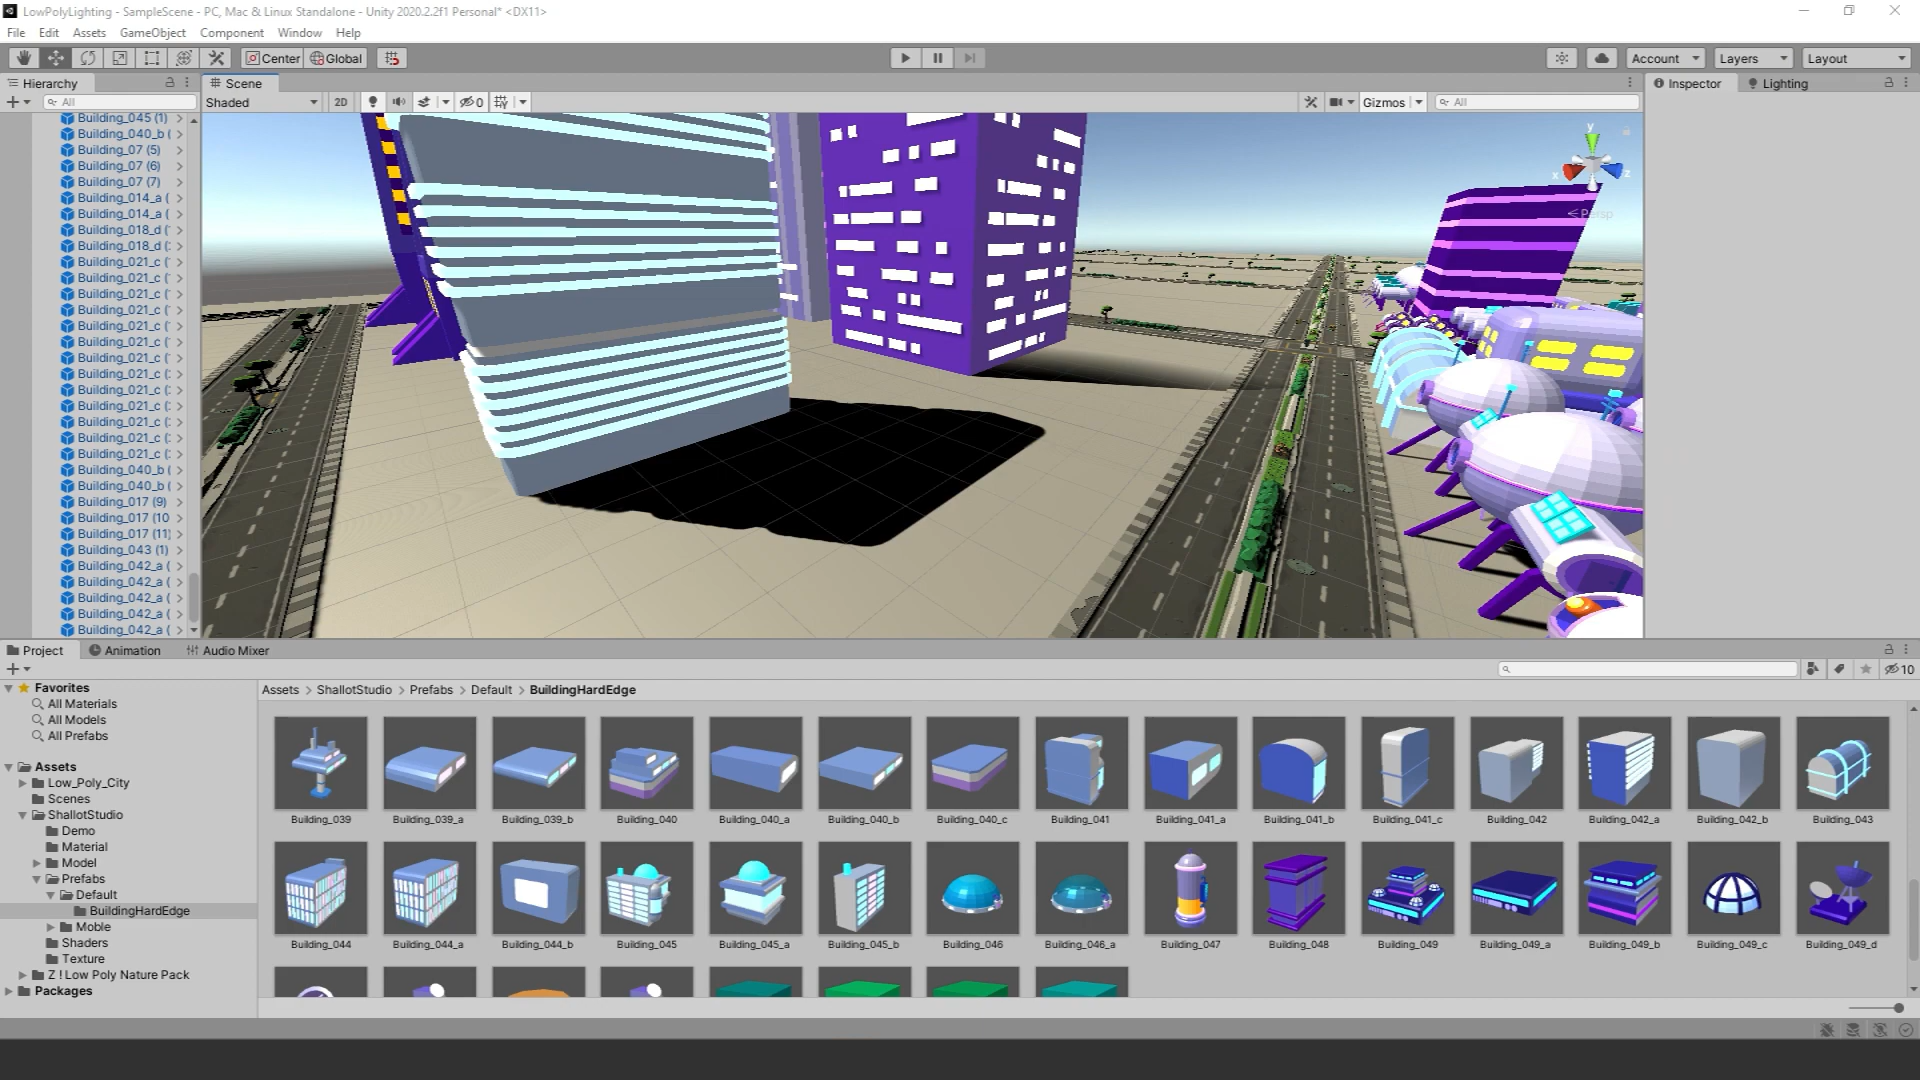 LowPolyLighting - SampleScene - PC, Mac & Linux Standalone - Unity 2020.2.2f1 Personal* <DX11>
File Edit Assets GameObject Component Window Help
Center Global Account Layers Layout
Hierarchy Scene Inspector Lighting
All Shaded 2D 0 Gizmos All
Building_045 (1)
Building_040_b (
Building_07 (5)
Building_07 (6)
Building_07 (7)
Building_014_a (
Building_014_a (
Building_018_d (
Building_018_d (
Building_021_c (
Building_021_c (
Building_021_c (
Building_021_c (
Building_021_c (
Building_021_c (
Building_021_c (
Building_021_c (
Building_021_c (
Building_021_c (
Building_021_c (
Building_021_c (
Building_021_c (
Building_040_b (
Building_040_b (
Building_017 (9)
Building_017 (10
Building_017 (11)
Building_043 (1)
Building_042_a (
Building_042_a (
Building_042_a (
Building_042_a (
Building_042_a (
y
x z
Persp
Project Animation Audio Mixer
10
Favorites
All Materials
All Models
All Prefabs
Assets
Low_Poly_City
Scenes
ShallotStudio
Demo
Material
Model
Prefabs
Default
BuildingHardEdge
Moble
Shaders
Texture
Z ! Low Poly Nature Pack
Packages
Assets > ShallotStudio > Prefabs > Default > BuildingHardEdge
Building_039 Building_039_a Building_039_b Building_040 Building_040_a Building_040_b Building_040_c Building_041 Building_041_a Building_041_b Building_041_c Building_042 Building_042_a Building_042_b Building_043
Building_044 Building_044_a Building_044_b Building_045 Building_045_a Building_045_b Building_046 Building_046_a Building_047 Building_048 Building_049 Building_049_a Building_049_b Building_049_c Building_049_d